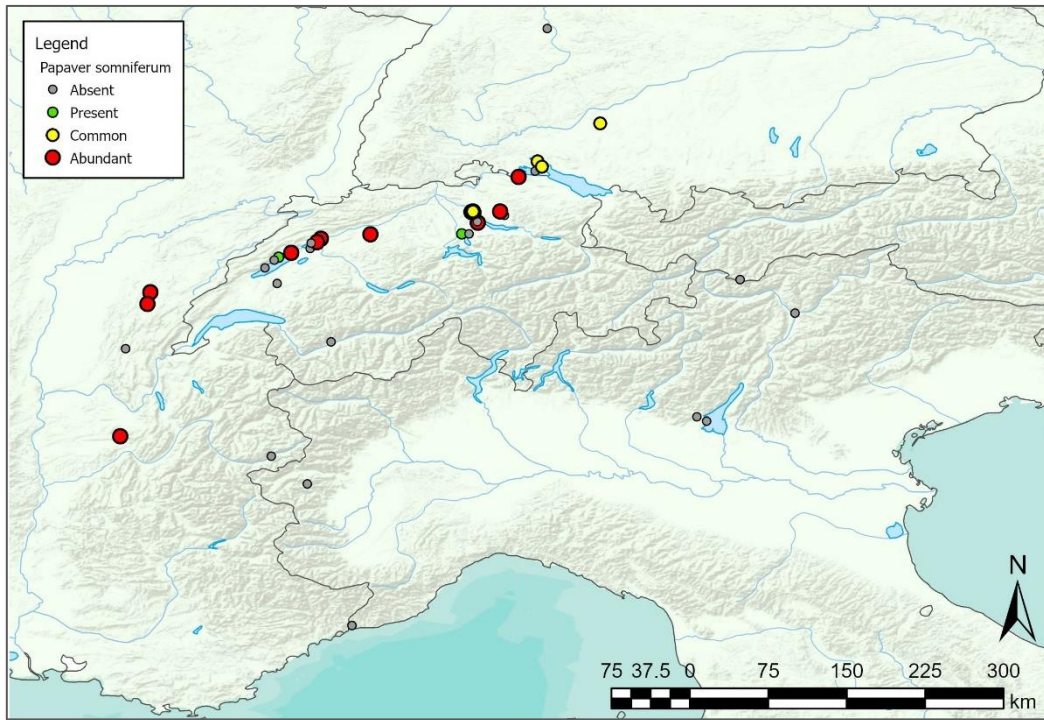 Legend
Papaver somniferum
Absent
Present
Common
Abundant
N
75 37.5 0 75 150 225 300
km